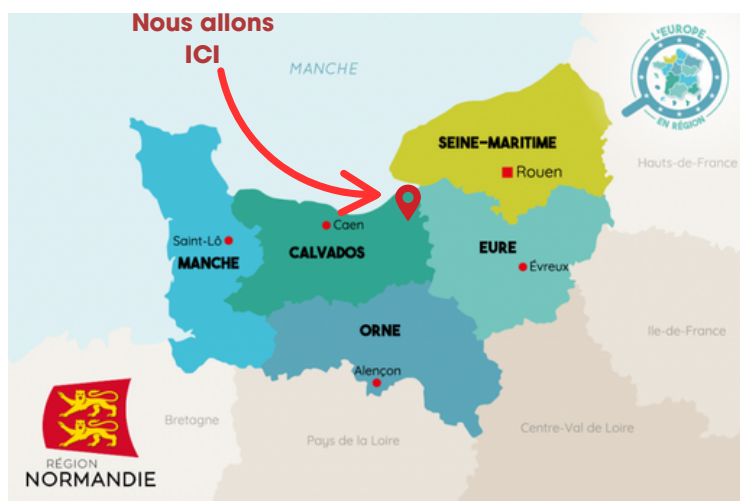 Nous allons
ICI
MANCHE
L'EUROPE
EN RÉGION
SEINE-MARITIME
Rouen
Hauts-de-France
Caen
Saint-Lô
MANCHE
CALVADOS
EURE
Évreux
ORNE
Ile-de-France
Alençon
Bretagne
Pays de la Loire
Centre-Val de Loire
RÉGION
NORMANDIE